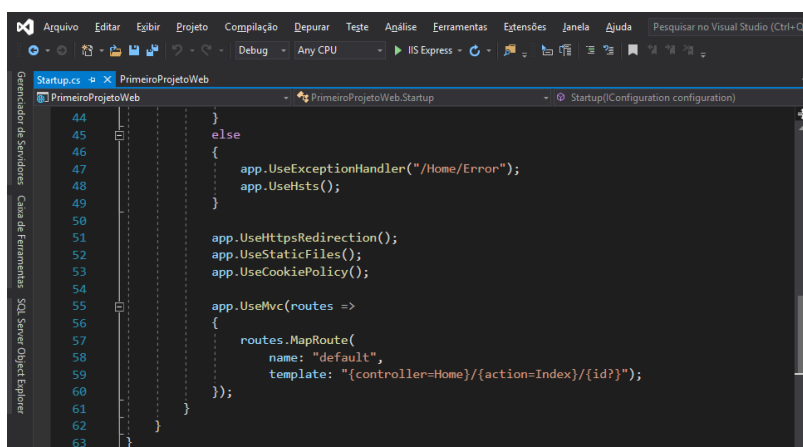 Arquivo Editar Exibir Projeto Compilação Depurar Teste Análise Ferramentas Extensões Janela Ajuda Pesquisar no Visual Studio (Ctrl+Q
Debug Any CPU IIS Express
Startup.cs PrimeiroProjetoWeb
PrimeiroProjetoWeb PrimeiroProjetoWeb.Startup Startup(IConfiguration configuration)
Gerenciador de Servidores
Caixa de Ferramentas
SQL Server Object Explorer
44 }
45 else
46 {
47 app.UseExceptionHandler("/Home/Error");
48 app.UseHsts();
49 }
50
51 app.UseHttpsRedirection();
52 app.UseStaticFiles();
53 app.UseCookiePolicy();
54
55 app.UseMvc(routes =>
56 {
57 routes.MapRoute(
58 name: "default",
59 template: "{controller=Home}/{action=Index}/{id?}");
60 });
61 }
62 }
63 }